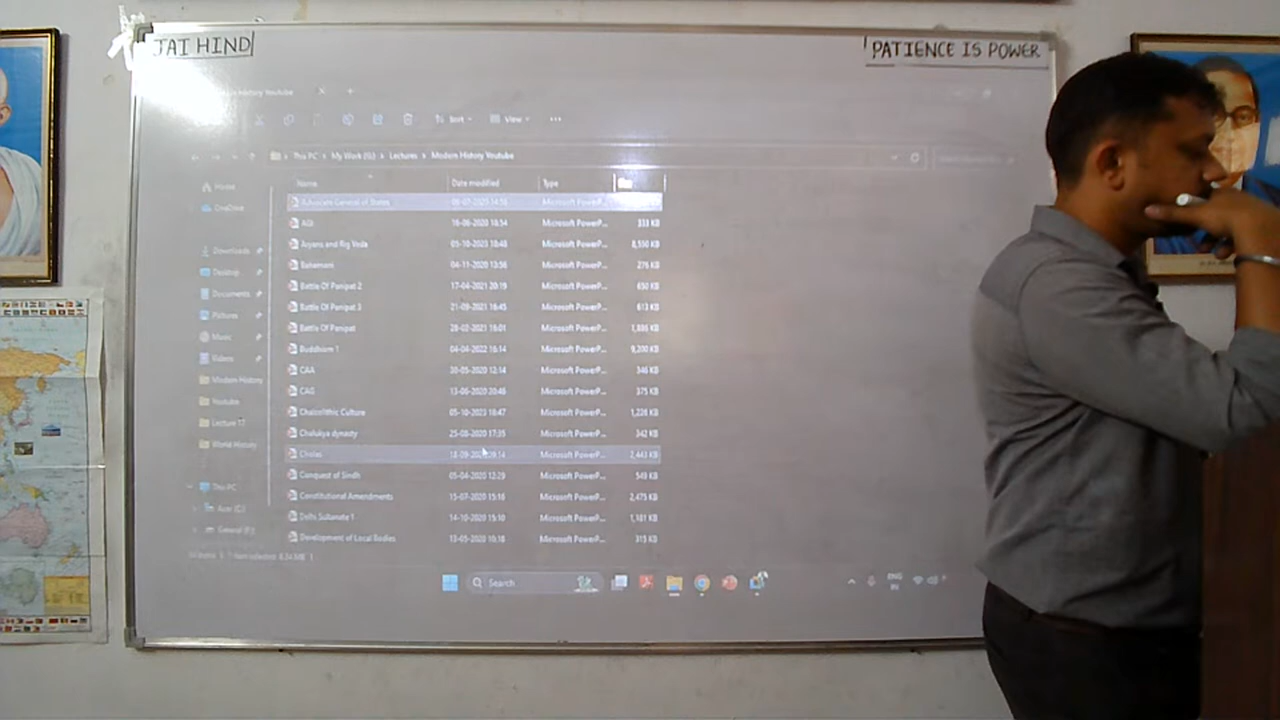 JAI HIND
PATIENCE IS POWER
History Youtube
Sort
View
This PC > My Work (G:) > Lectures > Modern History Youtube
Name Date modified Type
Home
OneDrive
Downloads
Desktop
Documents
Pictures
Music
Videos
Modern History
Youtube
Lecture 17
World History
This PC
Acer (C:)
General (F:)
Advocate General of States
AGI 16-06-2020 18:54 Microsoft PowerP... 333 KB
Aryans and Rig Veda 05-10-2023 18:48 Microsoft PowerP...
Bahamani 04-11-2020 13:56 Microsoft PowerP... 276 KB
Battle Of Panipat 2 17-04-2021 20:19 Microsoft PowerP... 650 KB
Battle Of Panipat 3 21-09-2021 16:45 Microsoft PowerP... 613 KB
Battle Of Panipat 28-02-2021 16:01 Microsoft PowerP... 1,886 KB
Buddhism 1 04-04-2022 16:14 Microsoft PowerP... 9,200 KB
CAA 30-05-2020 12:14 Microsoft PowerP... 346 KB
CAG 13-06-2020 20:46 Microsoft PowerP... 375 KB
Chalcolithic Culture 05-10-2023 18:47 Microsoft PowerP... 1,226 KB
Chalukya dynasty 25-08-2020 17:35 Microsoft PowerP... 342 KB
Cholas Microsoft PowerP... 2,443 KB
Conquest of Sindh 05-04-2020 12:29 Microsoft PowerP... 549 KB
Constitutional Amendments 15-07-2020 15:16 Microsoft PowerP... 2,475 KB
Delhi Sultanate 1 14-10-2020 15:10 Microsoft PowerP... 1,181 KB
Development of Local Bodies 13-05-2020 10:18 Microsoft PowerP... 315 KB
Search
ENG
IN